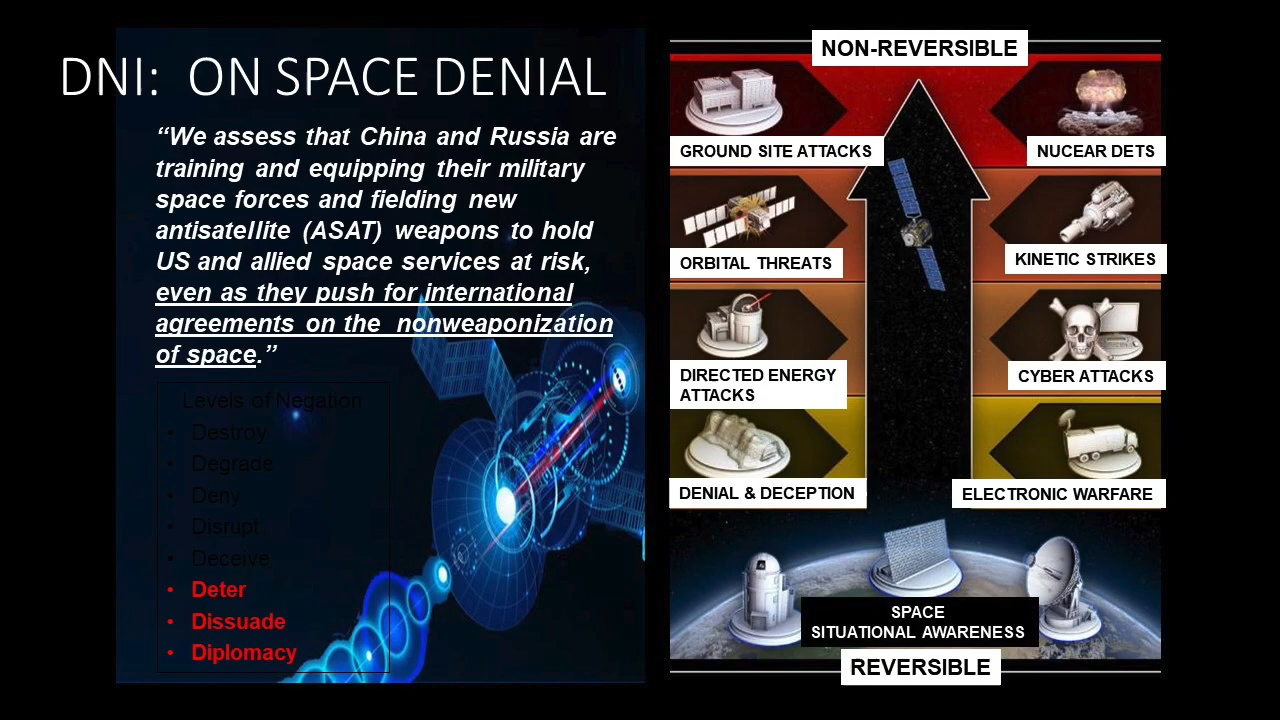 DNI: ON SPACE DENIAL
“We assess that China and Russia are
training and equipping their military
space forces and fielding new
antisatellite (ASAT) weapons to hold
US and allied space services at risk,
even as they push for international
agreements on the nonweaponization
of space.”
Levels of Negation
• Destroy
• Degrade
• Deny
• Disrupt
• Deceive
• Deter
• Dissuade
• Diplomacy
NON-REVERSIBLE
GROUND SITE ATTACKS
NUCEAR DETS
ORBITAL THREATS
KINETIC STRIKES
DIRECTED ENERGY
ATTACKS
CYBER ATTACKS
DENIAL & DECEPTION
ELECTRONIC WARFARE
SPACE
SITUATIONAL AWARENESS
REVERSIBLE